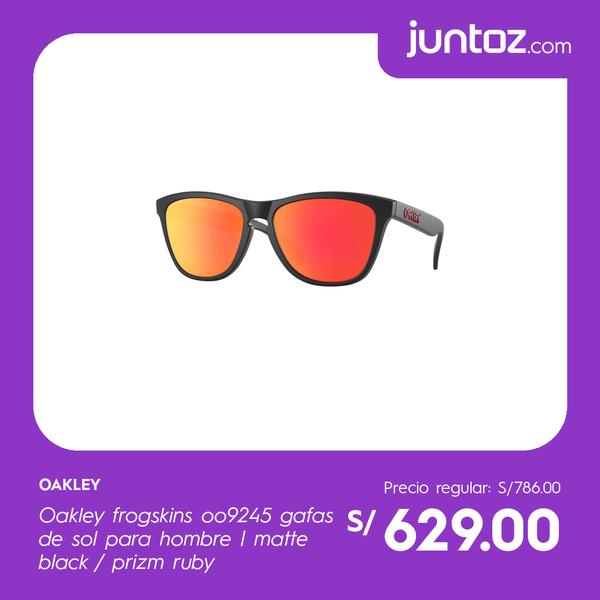 juntoz.com
OAKLEY
OAKLEY
Precio regular: S/786.00
Oakley frogskins oo9245 gafas
de sol para hombre | matte
black / prizm ruby
S/ 629.00